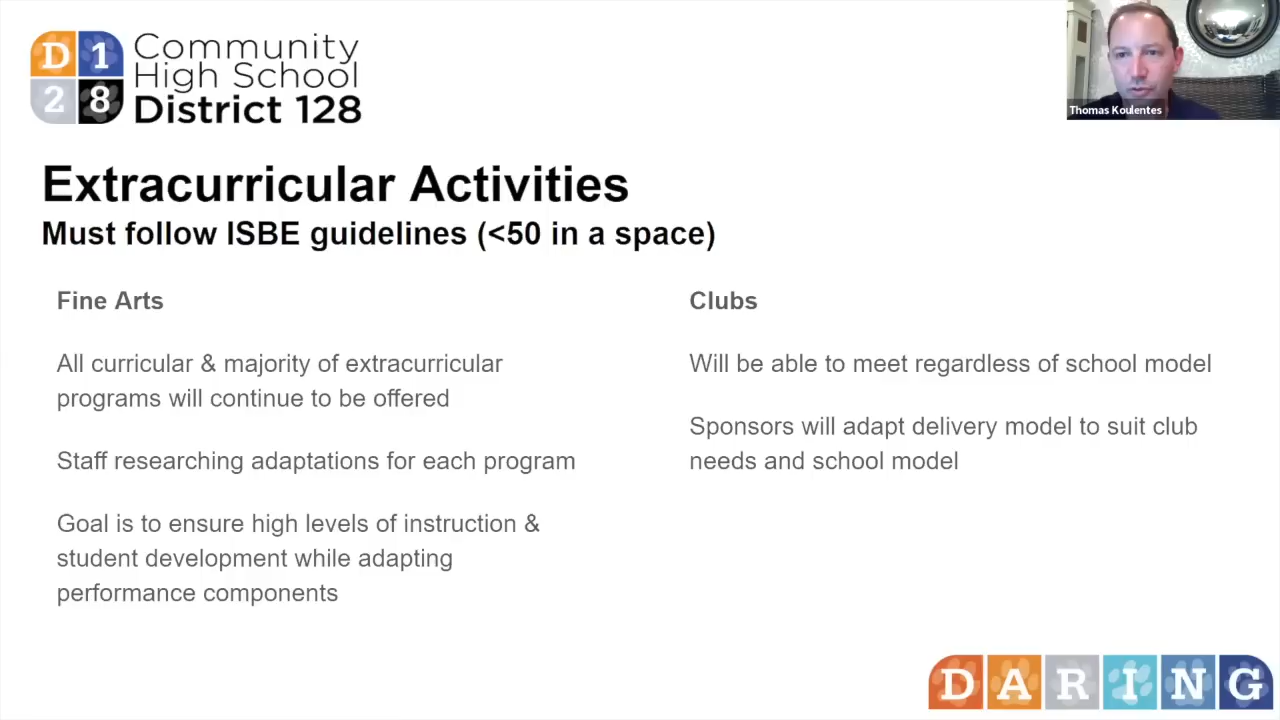 D 1
2 8
Community
High School
District 128
Thomas Koulentes
Extracurricular Activities
Must follow ISBE guidelines (<50 in a space)
Fine Arts
All curricular & majority of extracurricular
programs will continue to be offered
Staff researching adaptations for each program
Goal is to ensure high levels of instruction &
student development while adapting
performance components
Clubs
Will be able to meet regardless of school model
Sponsors will adapt delivery model to suit club
needs and school model
DARING